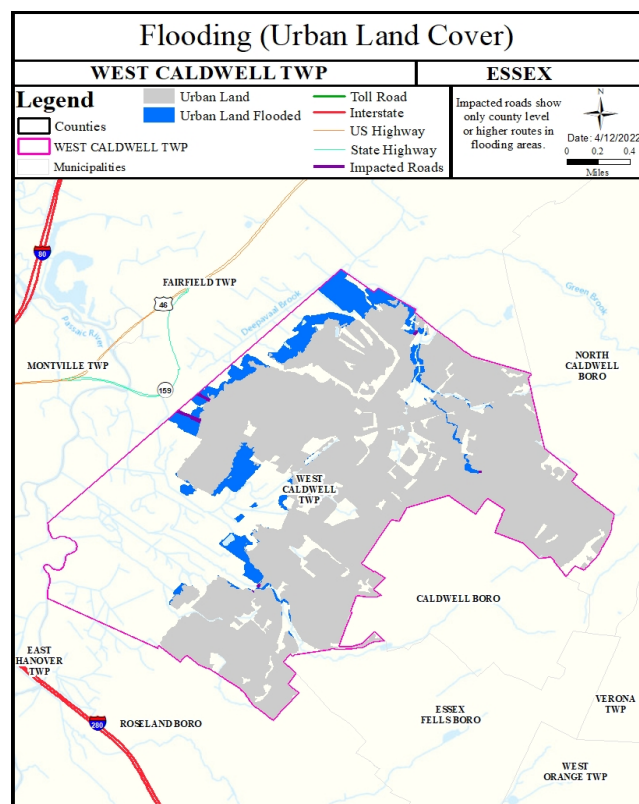 Flooding (Urban Land Cover)
WEST CALDWELL TWP
ESSEX
Legend
Counties
WEST CALDWELL TWP
Municipalities
Urban Land
Urban Land Flooded
Toll Road
Interstate
US Highway
State Highway
Impacted Roads
Impacted roads show
only county level
or higher routes in
flooding areas.
N
Date: 4/12/2022
0 0.2 0.4
Miles
80
FAIRFIELD TWP
46
Deepavaal Brook
Green Brook
Passaic
River
MONTVILLE TWP
159
NORTH
CALDWELL
BORO
WEST
CALDWELL
TWP
CALDWELL BORO
EAST
HANOVER
TWP
280
ROSELAND BORO
ESSEX
FELLS BORO
VERONA
TWP
WEST
ORANGE TWP